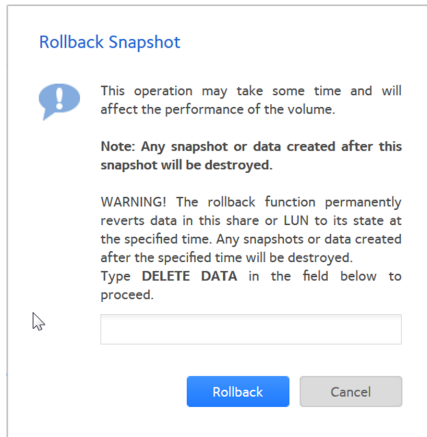 Rollback Snapshot
This operation may take some time and will
affect the performance of the volume.
Note: Any snapshot or data created after this
snapshot will be destroyed.
WARNING! The rollback function permanently
reverts data in this share or LUN to its state at
the specified time. Any snapshots or data created
after the specified time will be destroyed.
Type DELETE DATA in the field below to
proceed.
Rollback
Cancel